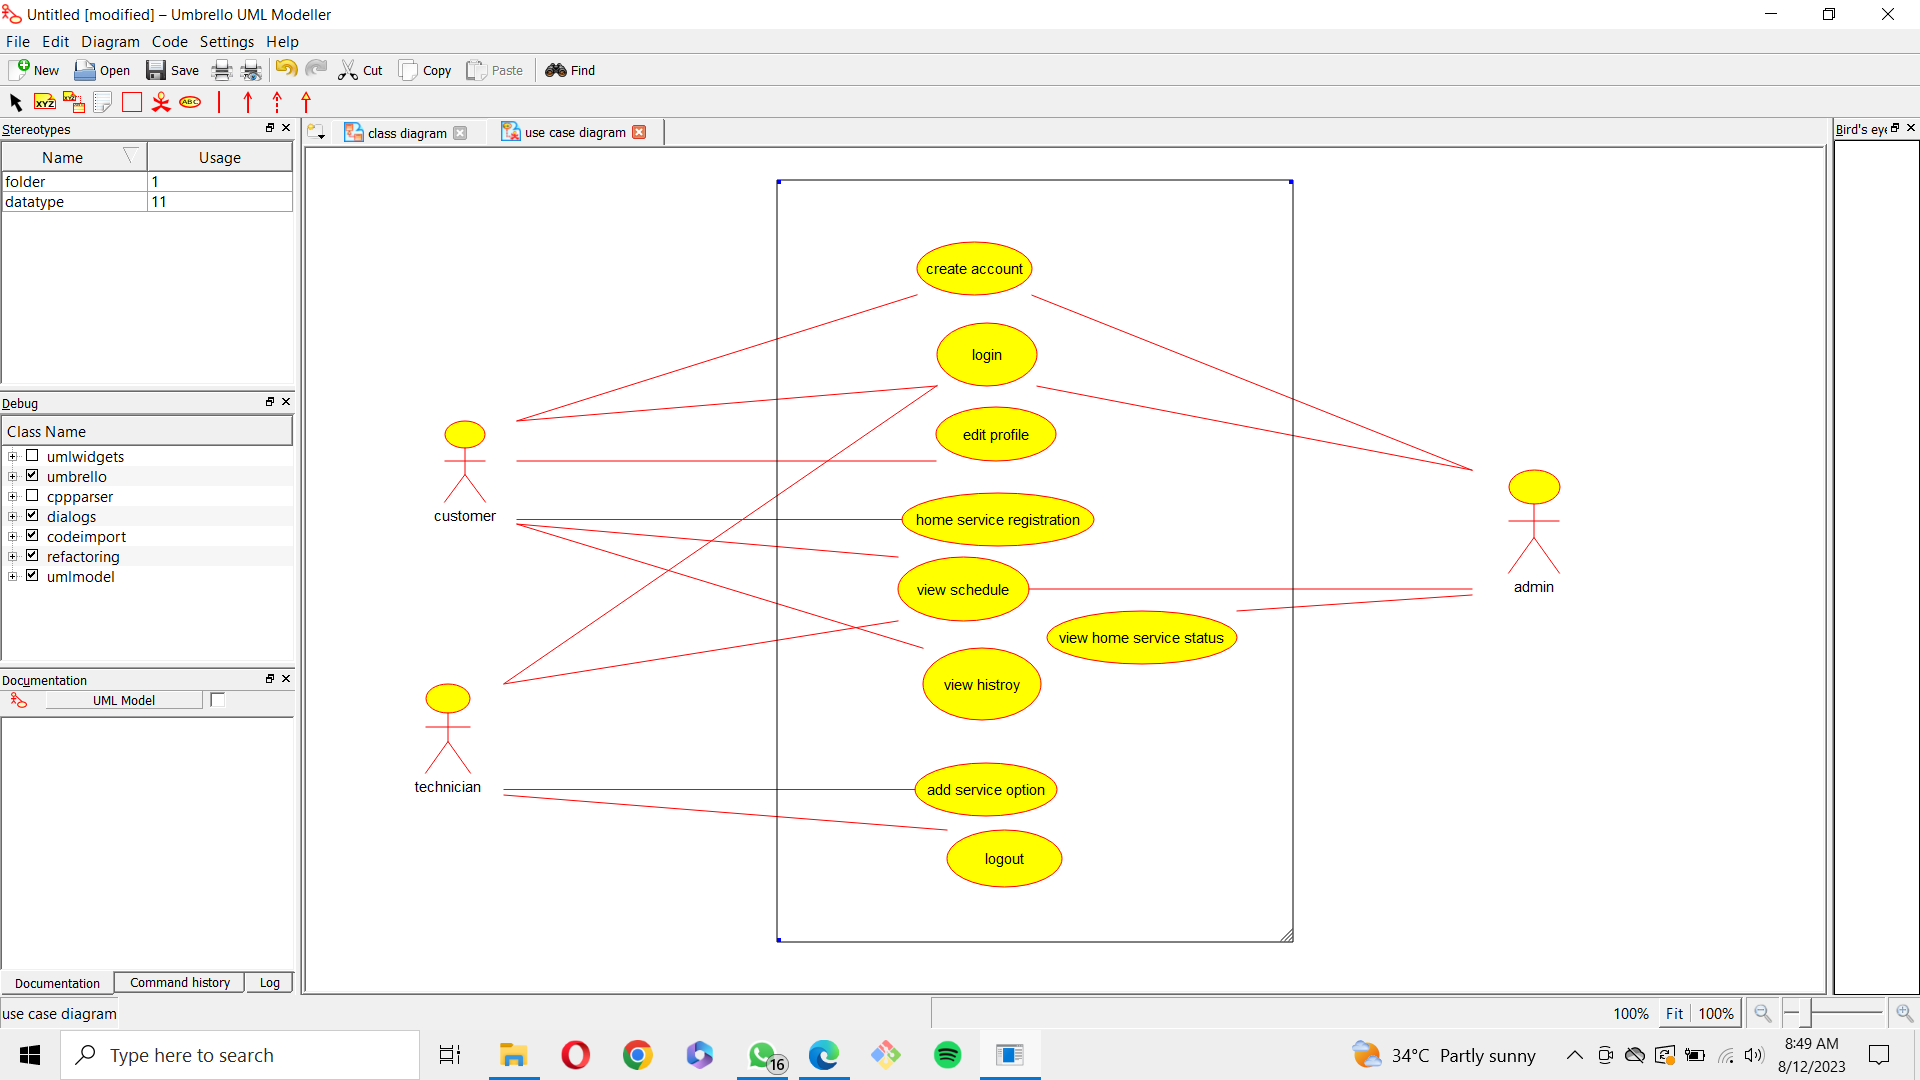 Untitled [modified] – Umbrello UML Modeller
File Edit Diagram Code Settings Help
New Open Save Cut Copy Paste Find
XYZ XYZ ABC
Stereotypes
class diagram use case diagram
Bird's eye
Name Usage
folder 1
datatype 11
create account
login
edit profile
home service registration
view schedule
view home service status
view histroy
add service option
logout
customer
technician
admin
Debug
Class Name
umlwidgets
umbrello
cppparser
dialogs
codeimport
refactoring
umlmodel
Documentation
UML Model
Documentation Command history Log
use case diagram
100% Fit 100%
Type here to search
16
34°C Partly sunny
8:49 AM
8/12/2023